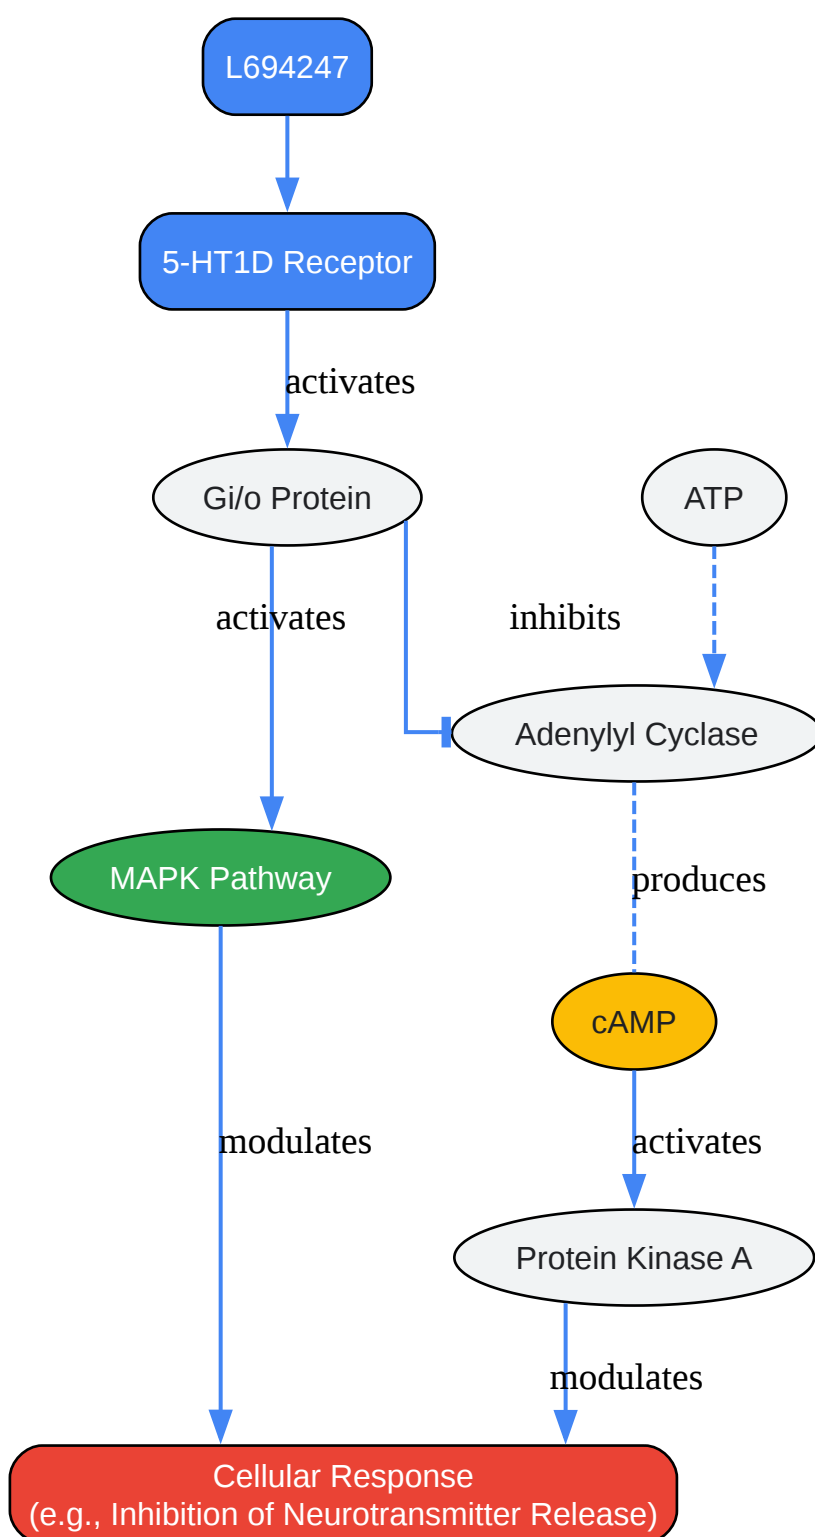 L694247
5-HT1D Receptor
activates
Gi/o Protein
ATP
activates
inhibits
Adenylyl Cyclase
MAPK Pathway
produces
cAMP
modulates
activates
Protein Kinase A
modulates
Cellular Response
(e.g., Inhibition of Neurotransmitter Release)